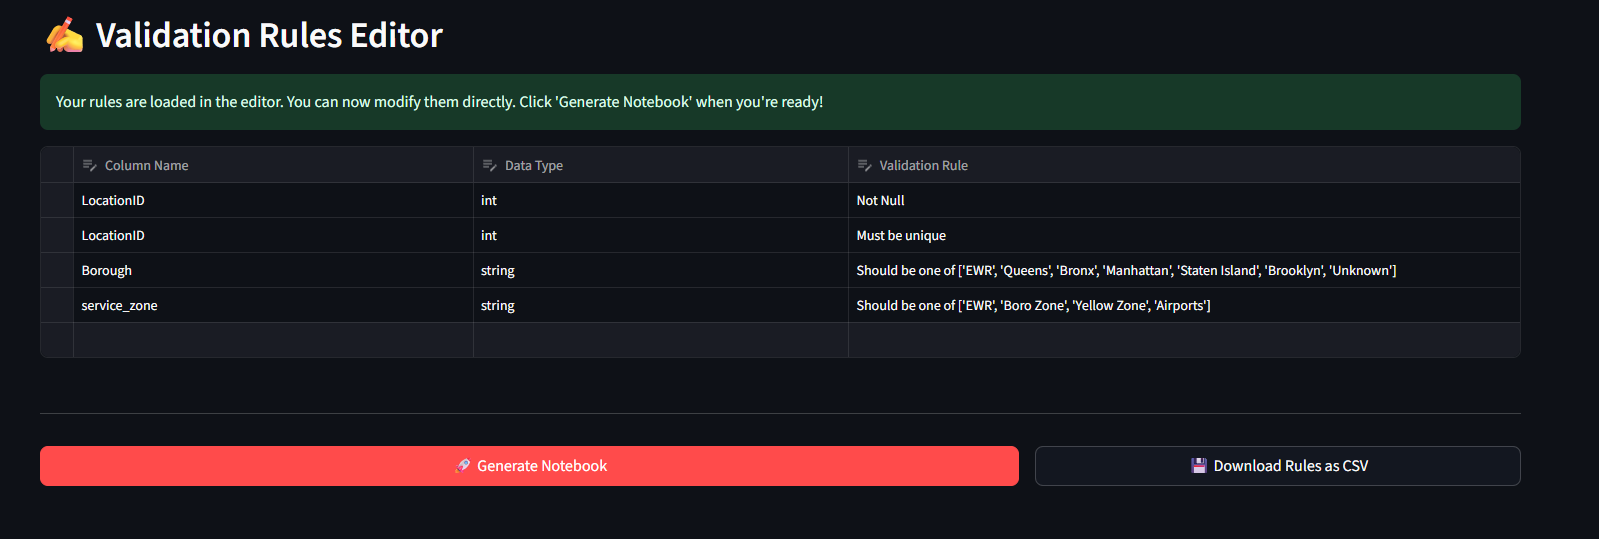 ✍️ Validation Rules Editor
Your rules are loaded in the editor. You can now modify them directly. Click 'Generate Notebook' when you're ready!
Column Name Data Type Validation Rule
LocationID int Not Null
LocationID int Must be unique
Borough string Should be one of ['EWR', 'Queens', 'Bronx', 'Manhattan', 'Staten Island', 'Brooklyn', 'Unknown']
service_zone string Should be one of ['EWR', 'Boro Zone', 'Yellow Zone', 'Airports']
🚀 Generate Notebook 💾 Download Rules as CSV